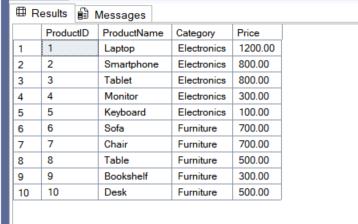 Results Messages
ProductID ProductName Category Price
1 1 Laptop Electronics 1200.00
2 2 Smartphone Electronics 800.00
3 3 Tablet Electronics 800.00
4 4 Monitor Electronics 300.00
5 5 Keyboard Electronics 100.00
6 6 Sofa Furniture 700.00
7 7 Chair Furniture 700.00
8 8 Table Furniture 500.00
9 9 Bookshelf Furniture 300.00
10 10 Desk Furniture 500.00